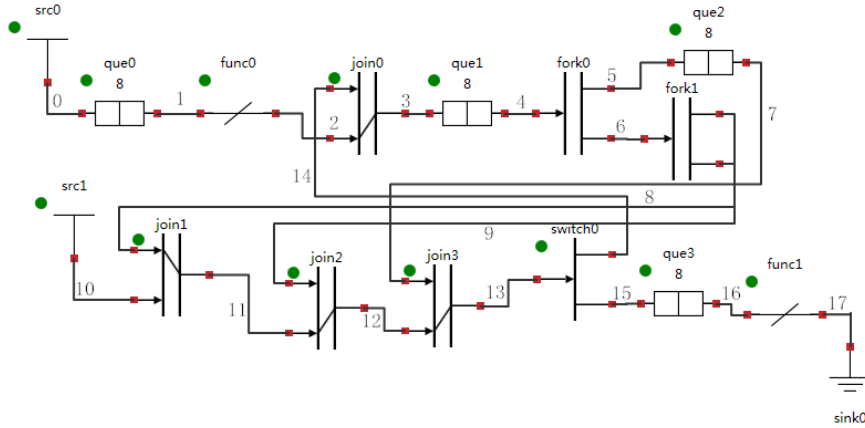 src0
que0
8
func0
join0
que1
8
fork0
que2
8
fork1
0
1
2
3
4
5
6
7
14
8
9
src1
join1
join2
join3
switch0
que3
8
func1
10
11
12
13
15
16
17
sink0